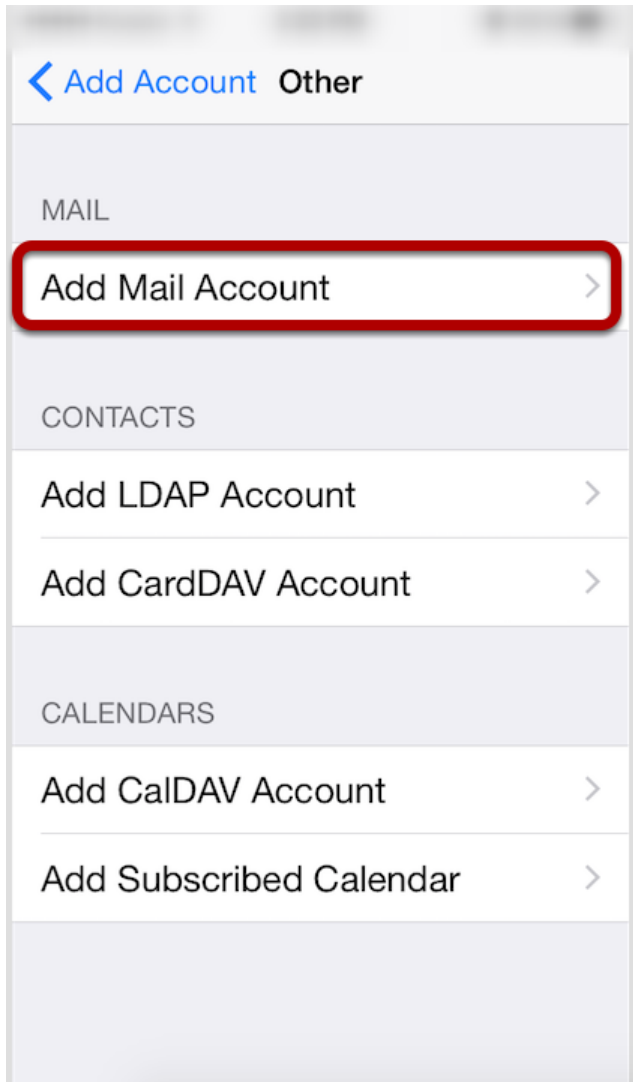 Add Account Other
MAIL
Add Mail Account
CONTACTS
Add LDAP Account
Add CardDAV Account
CALENDARS
Add CalDAV Account
Add Subscribed Calendar